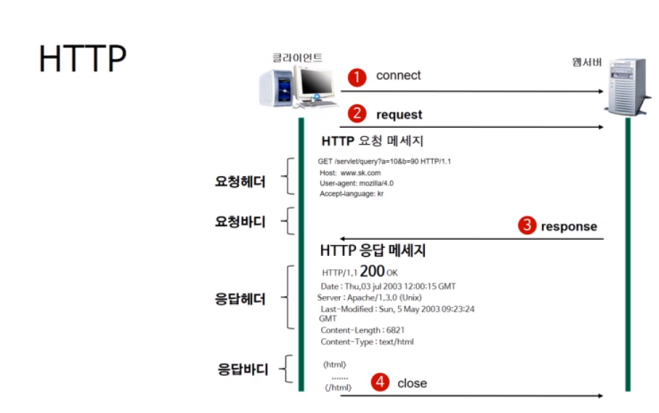 HTTP
클라이언트
웹서버
1 connect
2 request
HTTP 요청 메세지
GET /servlet/query?a=10&b=90 HTTP/1.1
Host: www.sk.com
User-agent: mozilla/4.0
Accept-language: kr
요청헤더
요청바디
3 response
HTTP 응답 메세지
HTTP/1.1 200 OK
Date : Thu,03 jul 2003 12:00:15 GMT
Server : Apache/1.3.0 (Unix)
Last-Modified : Sun, 5 May 2003 09:23:24
GMT
Content-Length : 6821
Content-Type : text/html
응답헤더
응답바디
⟨html⟩
.......
⟨/html⟩
4 close